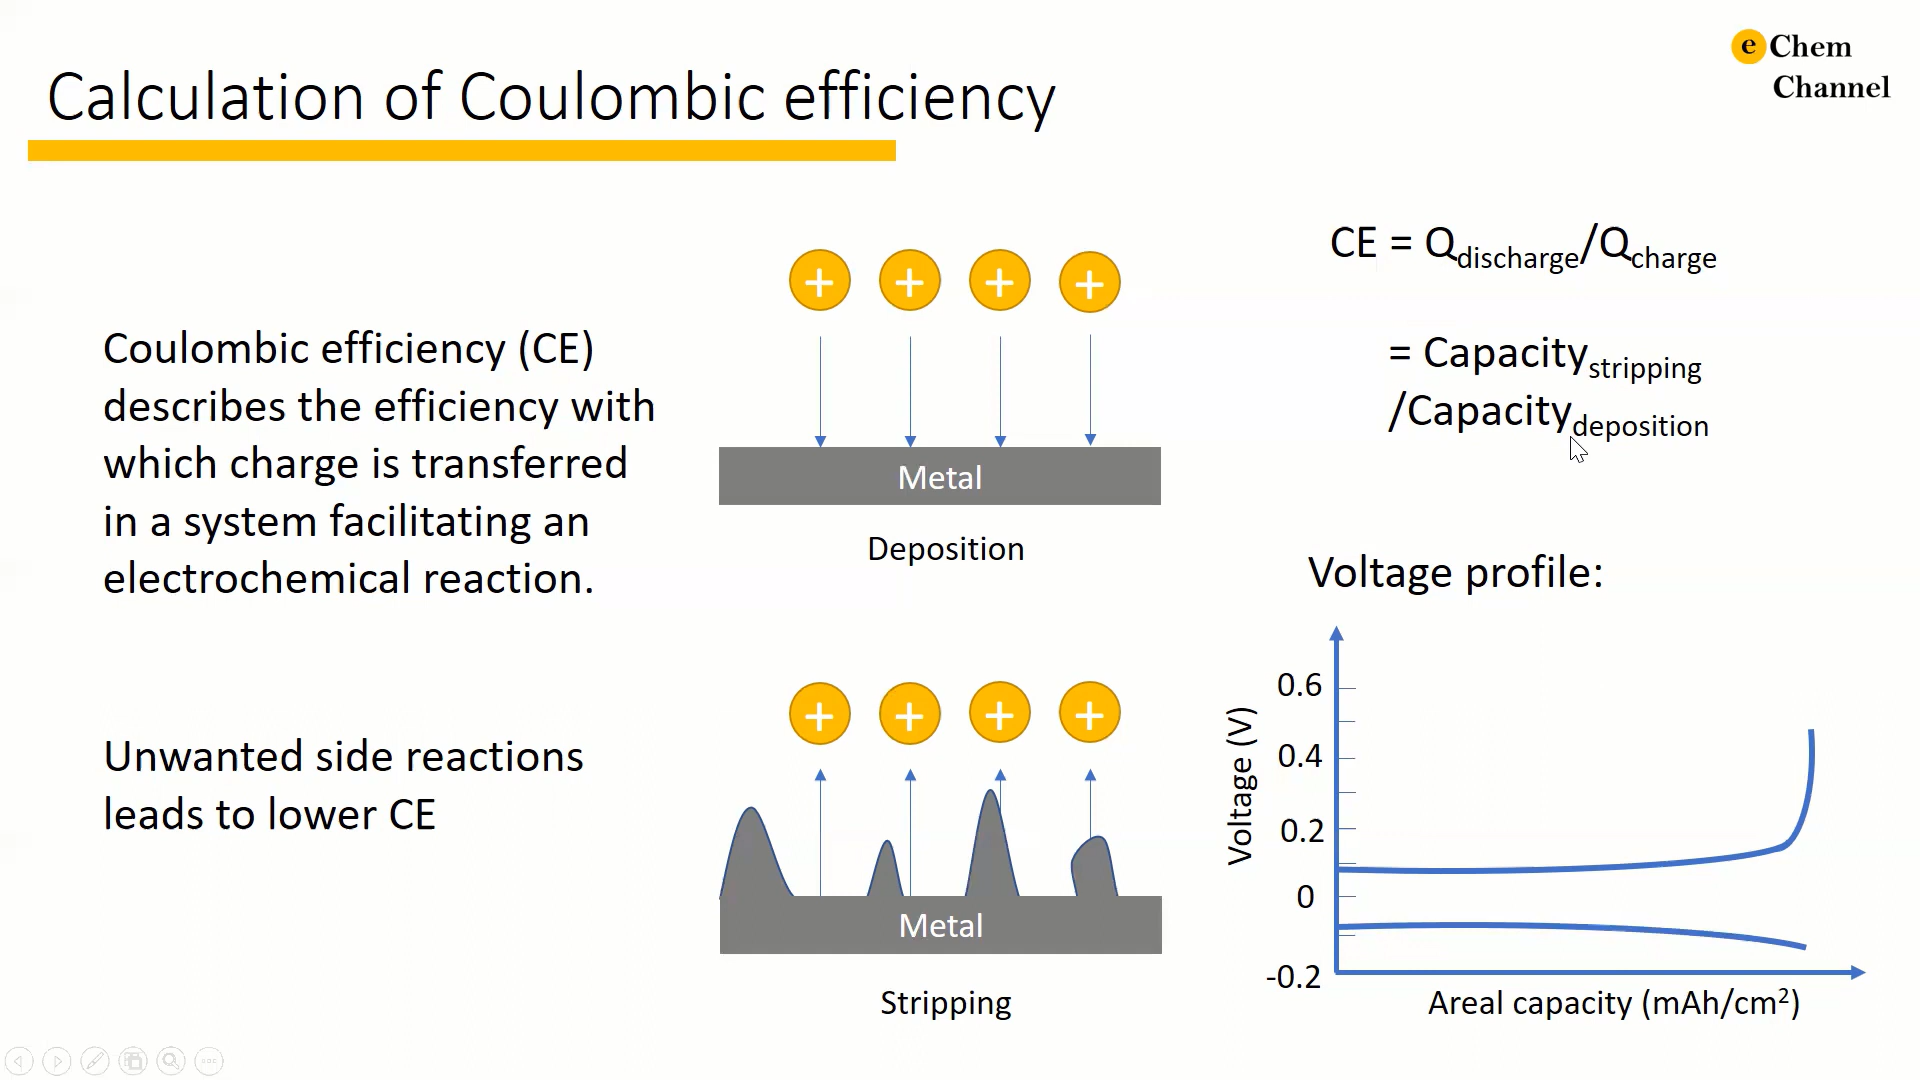 Calculation of Coulombic efficiency
e Chem
Channel
Coulombic efficiency (CE)
describes the efficiency with
which charge is transferred
in a system facilitating an
electrochemical reaction.
Unwanted side reactions
leads to lower CE
+ + + +
Metal
Deposition
+ + + +
Metal
Stripping
CE = Qdischarge/Qcharge
= Capacitystripping
/Capacitydeposition
Voltage profile:
Voltage (V)
0.6
0.4
0.2
0
-0.2
Areal capacity (mAh/cm²)